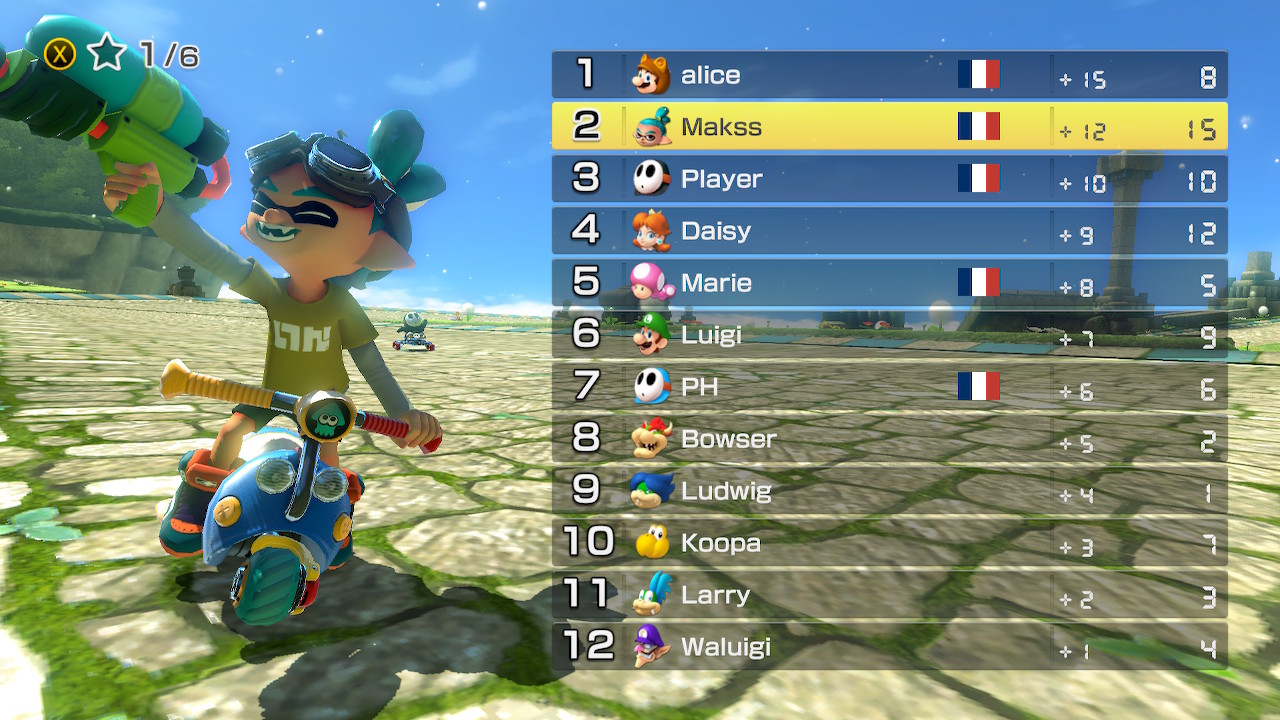 X 1/6
1 alice +15 8
2 Makss +12 15
3 Player +10 10
4 Daisy +9 12
5 Marie +8 5
6 Luigi +7 9
7 PH +6 6
8 Bowser +5 2
9 Ludwig +4 1
10 Koopa +3 7
11 Larry +2 3
12 Waluigi +1 4